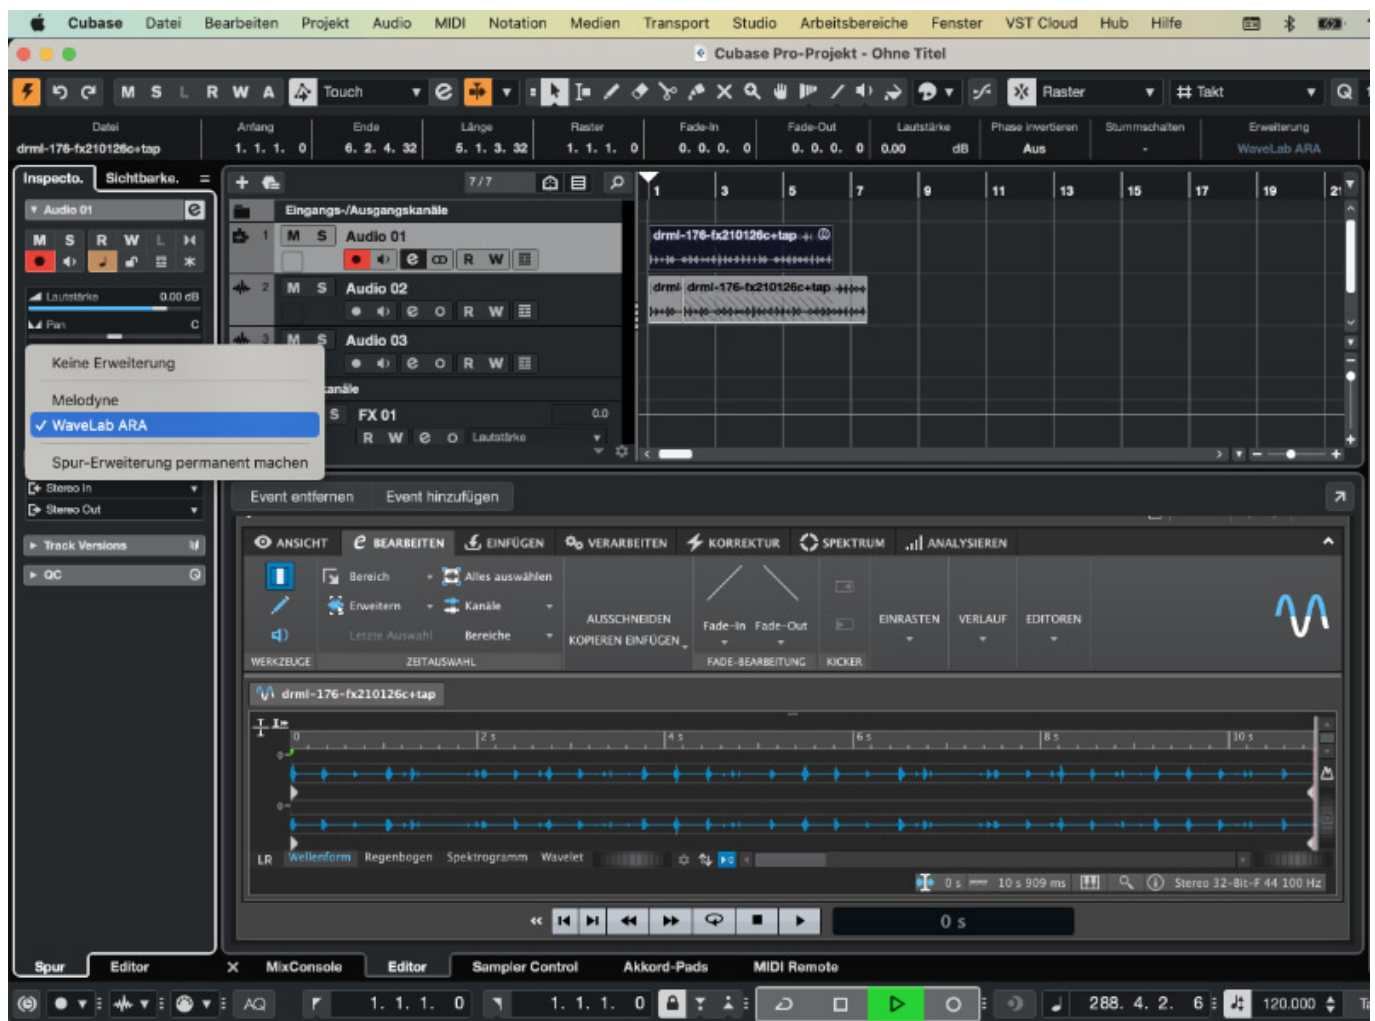 Cubase Datei Bearbeiten Projekt Audio MIDI Notation Medien Transport Studio Arbeitsbereiche Fenster VST Cloud Hub Hilfe
Cubase Pro-Projekt - Ohne Titel
M S L R W A Touch Raster Takt Q
Datei Anfang Ende Länge Raster Fade-In Fade-Out Lautstärke Phase invertieren Stummschalten Erweiterung
drml-176-fx210126c+tap 1. 1. 1. 0 6. 2. 4. 32 5. 1. 3. 32 1. 1. 1. 0 0. 0. 0. 0 0. 0. 0. 0 0.00 dB Aus - WaveLab ARA
Inspecto. Sichtbarke. 7/7 1 3 5 7 9 11 13 15 17 19 21
Audio 01
Eingangs-/Ausgangskanäle
M S R W L
1 M S Audio 01
R W
drml-176-fx210126c+tap
Lautstärke 0.00 dB
Pan C
2 M S Audio 02
R W
drml- drml-176-fx210126c+tap
3 M S Audio 03
R W
Keine Erweiterung
Melodyne
✓ WaveLab ARA
Spur-Erweiterung permanent machen
kanäle
S FX 01 0.0
R W Lautstärke
Stereo In
Stereo Out
Track Versions
QC
Event entfernen Event hinzufügen
ANSICHT BEARBEITEN EINFÜGEN VERARBEITEN KORREKTUR SPEKTRUM ANALYSIEREN
Bereich Alles auswählen
Erweitern Kanäle
Letzte Auswahl Bereiche
AUSSCHNEIDEN
KOPIEREN EINFÜGEN
Fade-In Fade-Out
EINRASTEN VERLAUF EDITOREN
WERKZEUGE ZEITAUSWAHL FADE-BEARBEITUNG KICKER
drml-176-fx210126c+tap
0 2 s 4 s 6 s 8 s 10 s
0
0
LR Wellenform Regenbogen Spektrogramm Wavelet
0 s 10 s 909 ms Stereo 32-Bit-F 44 100 Hz
0 s
Spur Editor MixConsole Editor Sampler Control Akkord-Pads MIDI Remote
AQ 1. 1. 1. 0 1. 1. 1. 0 288. 4. 2. 6 120.000